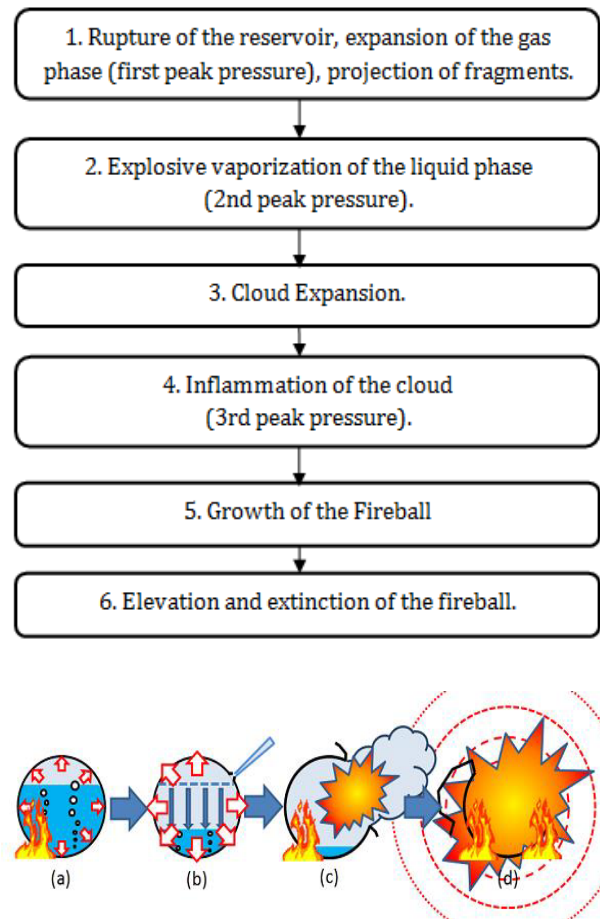 1. Rupture of the reservoir, expansion of the gas
phase (first peak pressure), projection of fragments.
2. Explosive vaporization of the liquid phase
(2nd peak pressure).
3. Cloud Expansion.
4. Inflammation of the cloud
(3rd peak pressure).
5. Growth of the Fireball
6. Elevation and extinction of the fireball.
(a) (b) (c) (d)